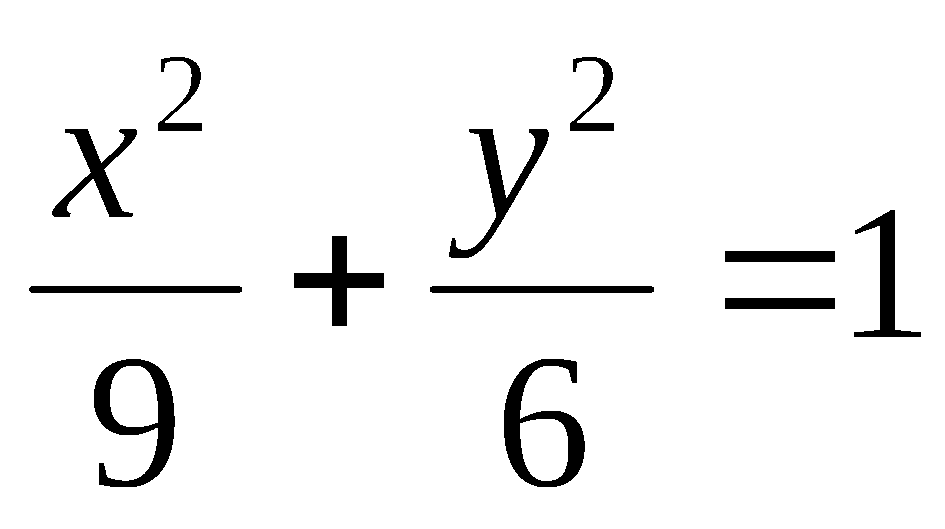 x²/9 + y²/6 = 1